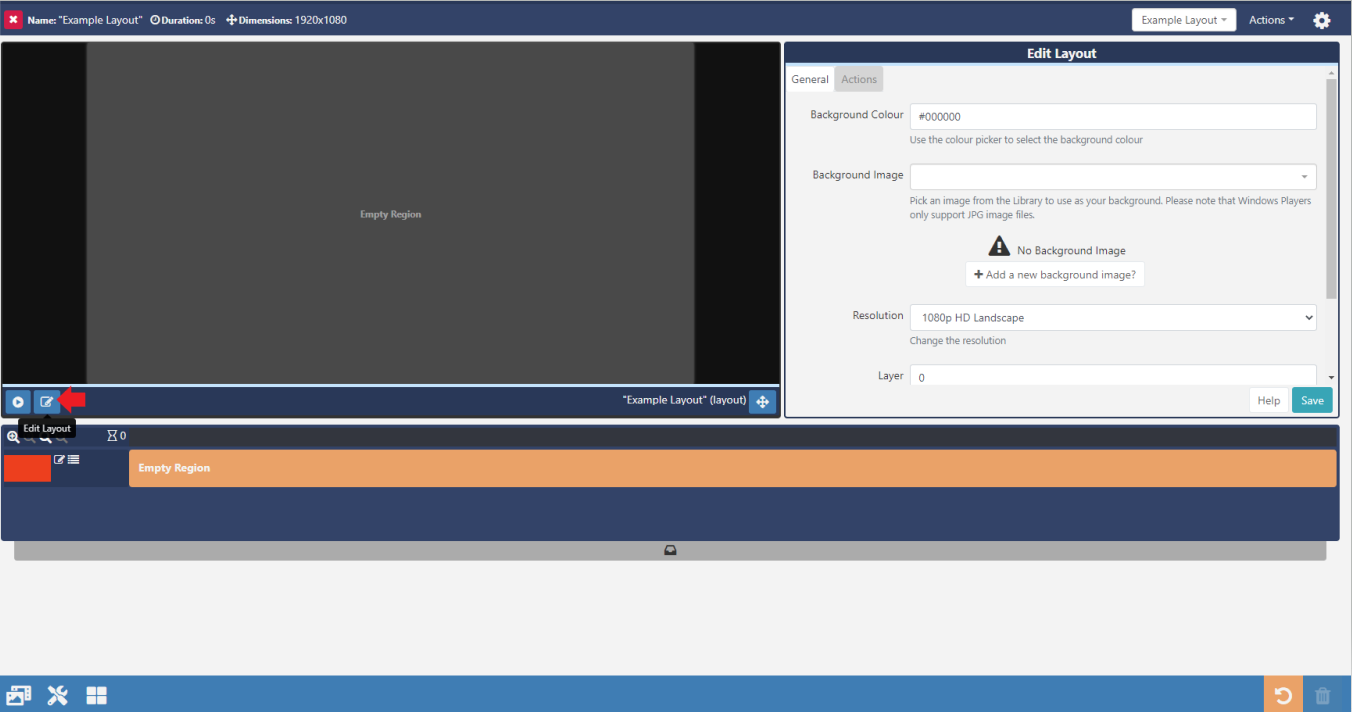 Name: "Example Layout" Duration: 0s Dimensions: 1920x1080
Example Layout
Actions
Edit Layout
General
Actions
Background Colour
#000000
Use the colour picker to select the background colour
Background Image
Pick an image from the Library to use as your background. Please note that Windows Players
only support JPG image files.
No Background Image
Add a new background image?
Resolution
1080p HD Landscape
Change the resolution
Layer
0
Help
Save
Empty Region
"Example Layout" (layout)
Edit Layout
0
Empty Region